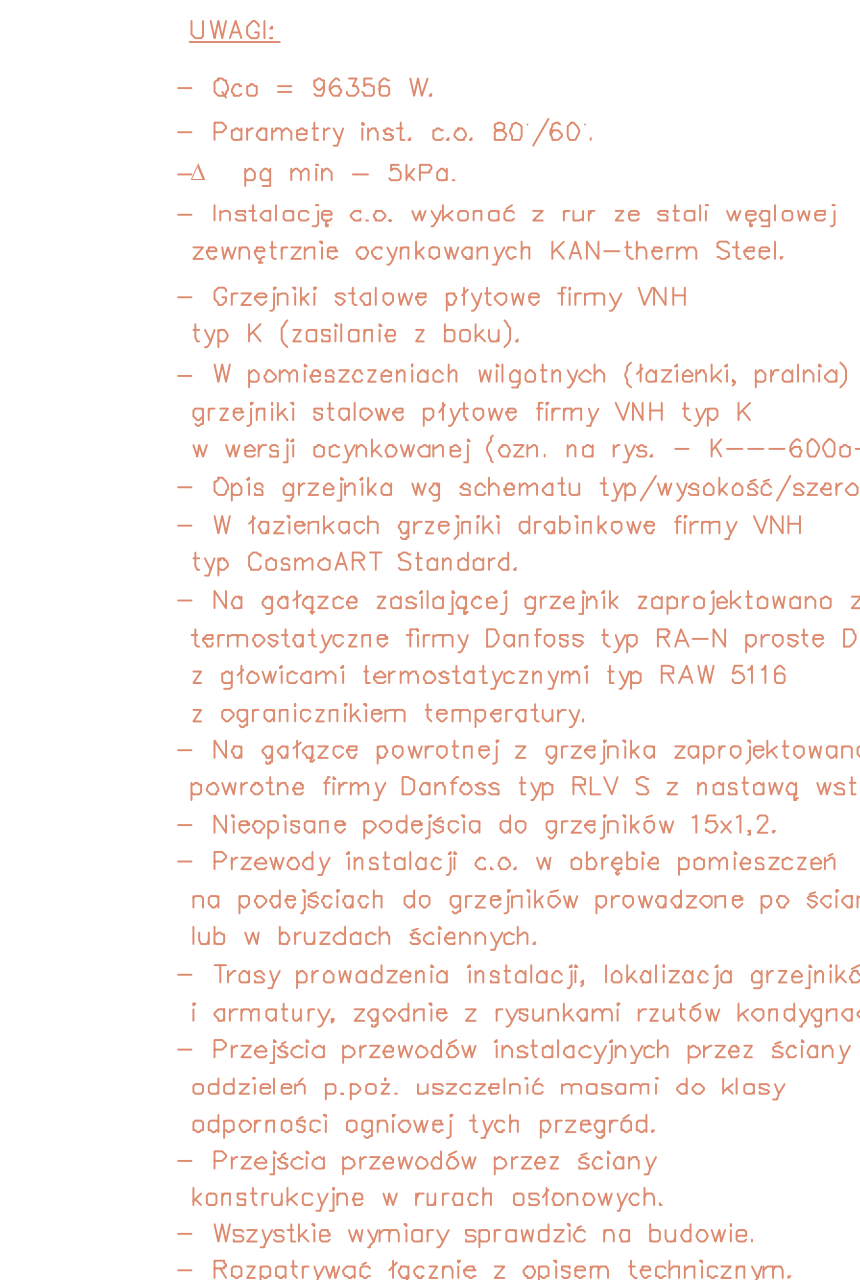 UWAGI:
– Qco = 96356 W.
– Parametry inst. c.o. 80°/60°.
–Δ pg min – 5kPa.
– Instalację c.o. wykonać z rur ze stali węglowej
zewnętrznie ocynkowanych KAN–therm Steel.
– Grzejniki stalowe płytowe firmy VNH
typ K (zasilanie z boku).
– W pomieszczeniach wilgotnych (łazienki, pralnia)
grzejniki stalowe płytowe firmy VNH typ K
w wersji ocynkowanej (ozn. na rys. – K–––600o–
– Opis grzejnika wg schematu typ/wysokość/szero
– W łazienkach grzejniki drabinkowe firmy VNH
typ CosmoART Standard.
– Na gałązce zasilającej grzejnik zaprojektowano z
termostatyczne firmy Danfoss typ RA–N proste D
z głowicami termostatycznymi typ RAW 5116
z ogranicznikiem temperatury.
– Na gałązce powrotnej z grzejnika zaprojektowano
powrotne firmy Danfoss typ RLV S z nastawą wst
– Nieopisane podejścia do grzejników 15x1,2.
– Przewody instalacji c.o. w obrębie pomieszczeń
na podejściach do grzejników prowadzone po ścian
lub w bruzdach ściennych.
– Trasy prowadzenia instalacji, lokalizacja grzejnikó
i armatury, zgodnie z rysunkami rzutów kondygnac
– Przejścia przewodów instalacyjnych przez ściany
oddzieleń p.poż. uszczelnić masami do klasy
odporności ogniowej tych przegród.
– Przejścia przewodów przez ściany
konstrukcyjne w rurach osłonowych.
– Wszystkie wymiary sprawdzić na budowie.
– Rozpatrywać łącznie z opisem technicznym.